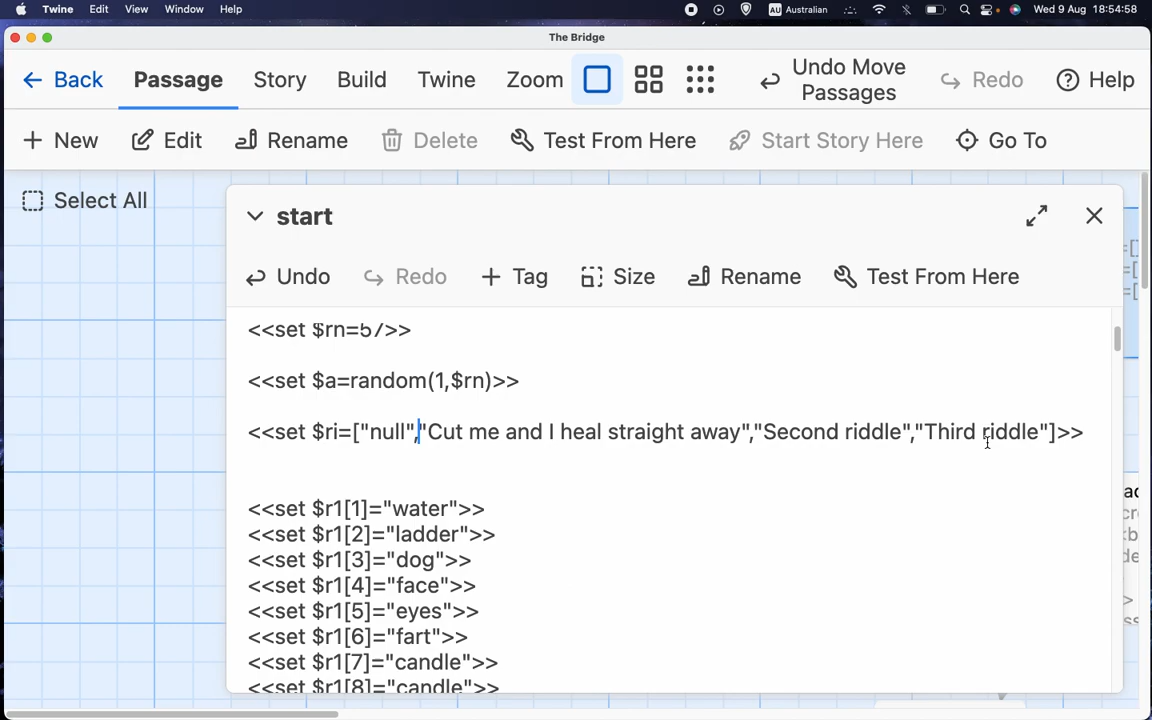 Twine Edit View Window Help AU Australian Wed 9 Aug 18:54:58
The Bridge
Back Passage Story Build Twine Zoom Undo Move Passages Redo Help
New Edit Rename Delete Test From Here Start Story Here Go To
Select All
start
Undo Redo Tag Size Rename Test From Here
<<set $rn=5/>>
<<set $a=random(1,$rn)>>
<<set $ri=["null","Cut me and I heal straight away","Second riddle","Third riddle"]>>
<<set $r1[1]="water">>
<<set $r1[2]="ladder">>
<<set $r1[3]="dog">>
<<set $r1[4]="face">>
<<set $r1[5]="eyes">>
<<set $r1[6]="fart">>
<<set $r1[7]="candle">>
<<set $r1[8]="candle">>